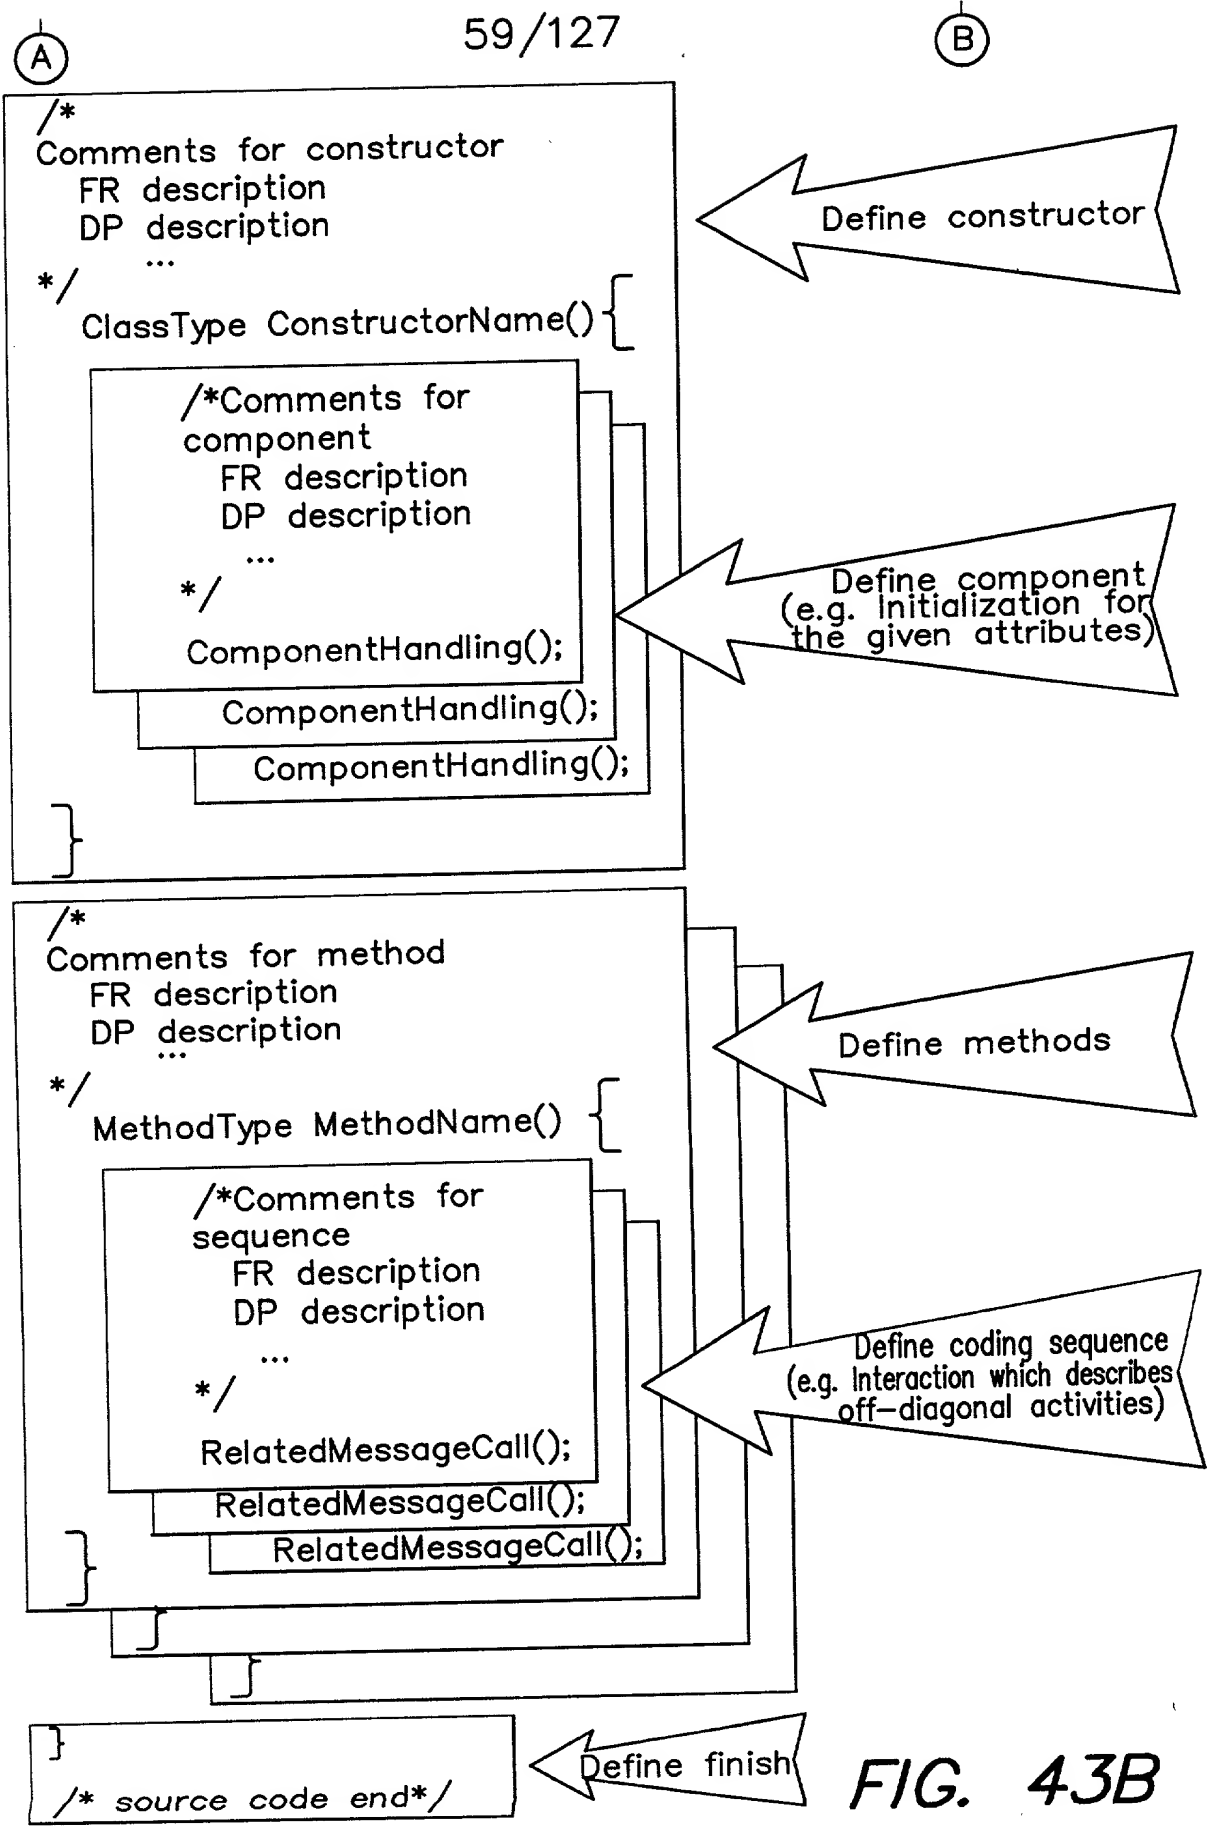 59/127
A
B
/*
Comments for constructor
FR description
DP description
...
*/
ClassType ConstructorName() {
/*Comments for
component
FR description
DP description
...
*/
ComponentHandling();
ComponentHandling();
ComponentHandling();
}
Define constructor
Define component
(e.g. Initialization for
the given attributes)
/*
Comments for method
FR description
DP description
...
*/
MethodType MethodName() {
/*Comments for
sequence
FR description
DP description
...
*/
RelatedMessageCall();
RelatedMessageCall();
RelatedMessageCall();
}
}
}
Define methods
Define coding sequence
(e.g. Interaction which describes
off-diagonal activities)
}
/* source code end*/
Define finish
FIG. 43B